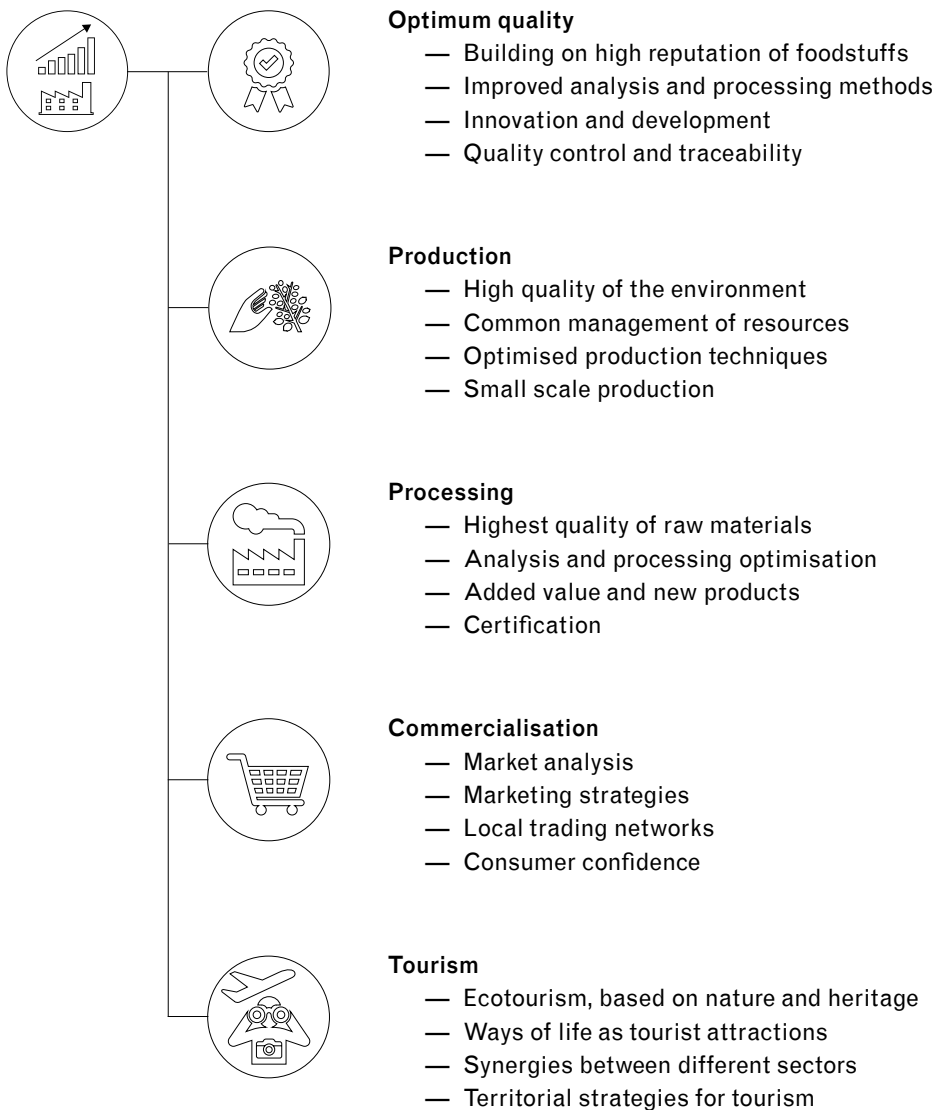 Optimum quality
— Building on high reputation of foodstuffs
— Improved analysis and processing methods
— Innovation and development
— Quality control and traceability
Production
— High quality of the environment
— Common management of resources
— Optimised production techniques
— Small scale production
Processing
— Highest quality of raw materials
— Analysis and processing optimisation
— Added value and new products
— Certification
Commercialisation
— Market analysis
— Marketing strategies
— Local trading networks
— Consumer confidence
Tourism
— Ecotourism, based on nature and heritage
— Ways of life as tourist attractions
— Synergies between different sectors
— Territorial strategies for tourism